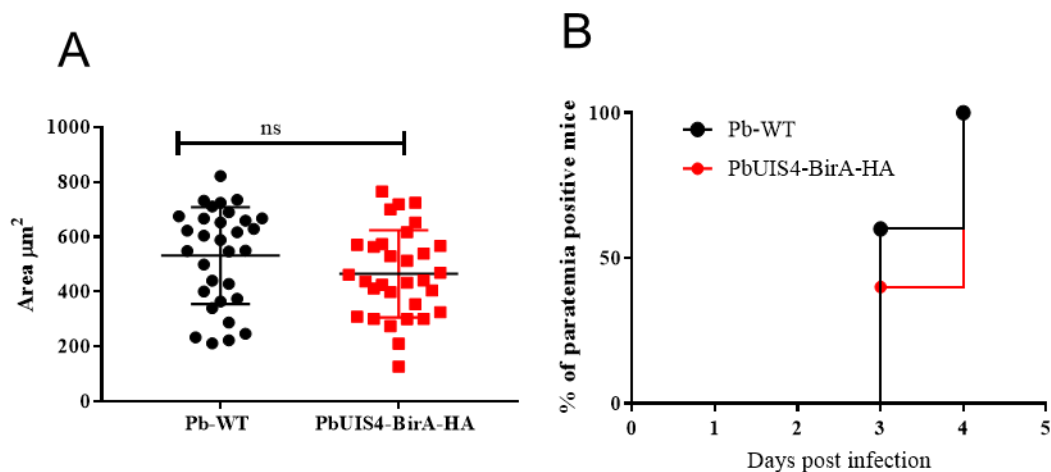 A
1000
800
600
400
200
0
Area μm²
ns
Pb-WT
PbUIS4-BirA-HA
B
100
50
0
% of paratemia positive mice
Pb-WT
PbUIS4-BirA-HA
0 1 2 3 4 5
Days post infection